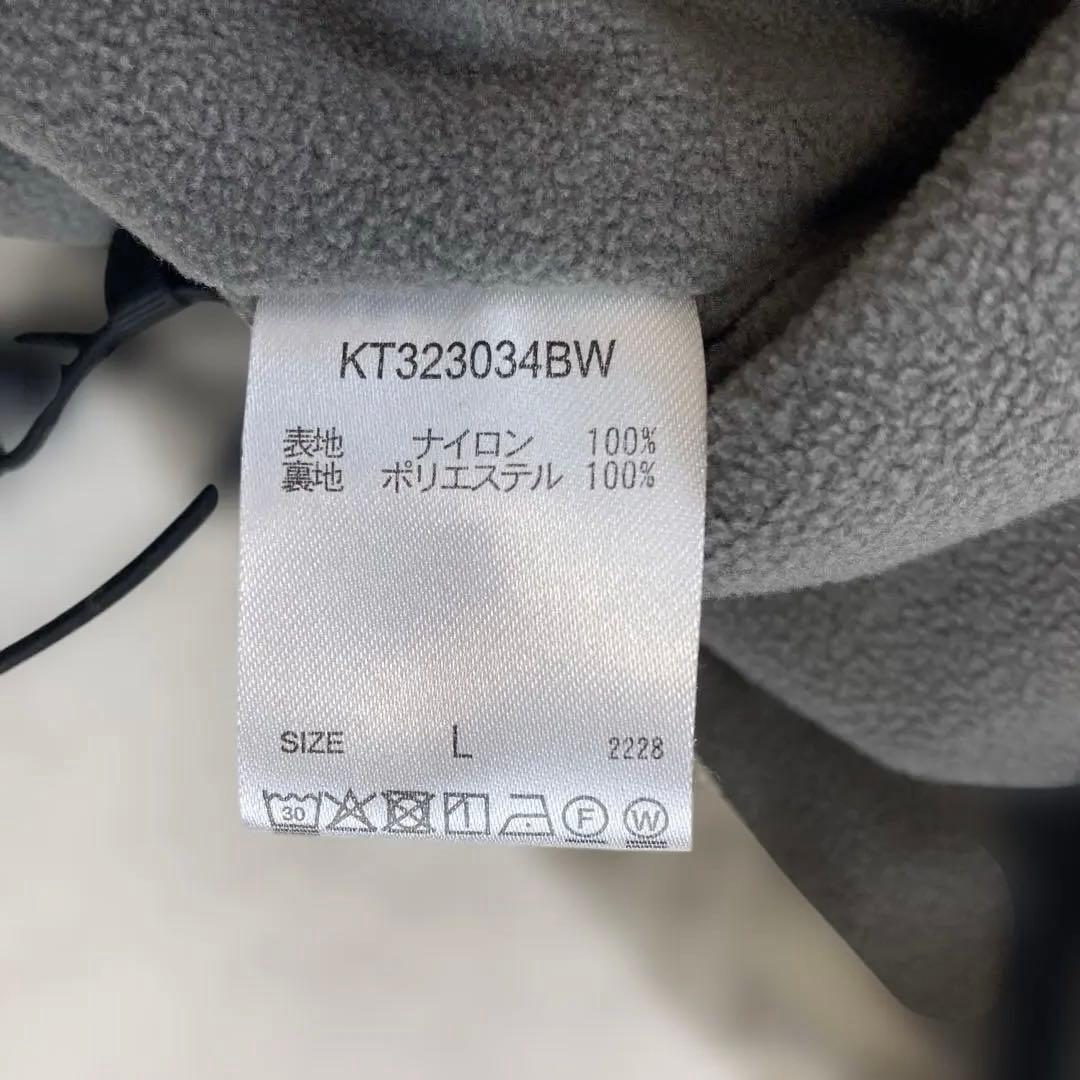 KT323034BW
表地 ナイロン 100%
裏地 ポリエステル 100%
SIZE L 2228
30 F W